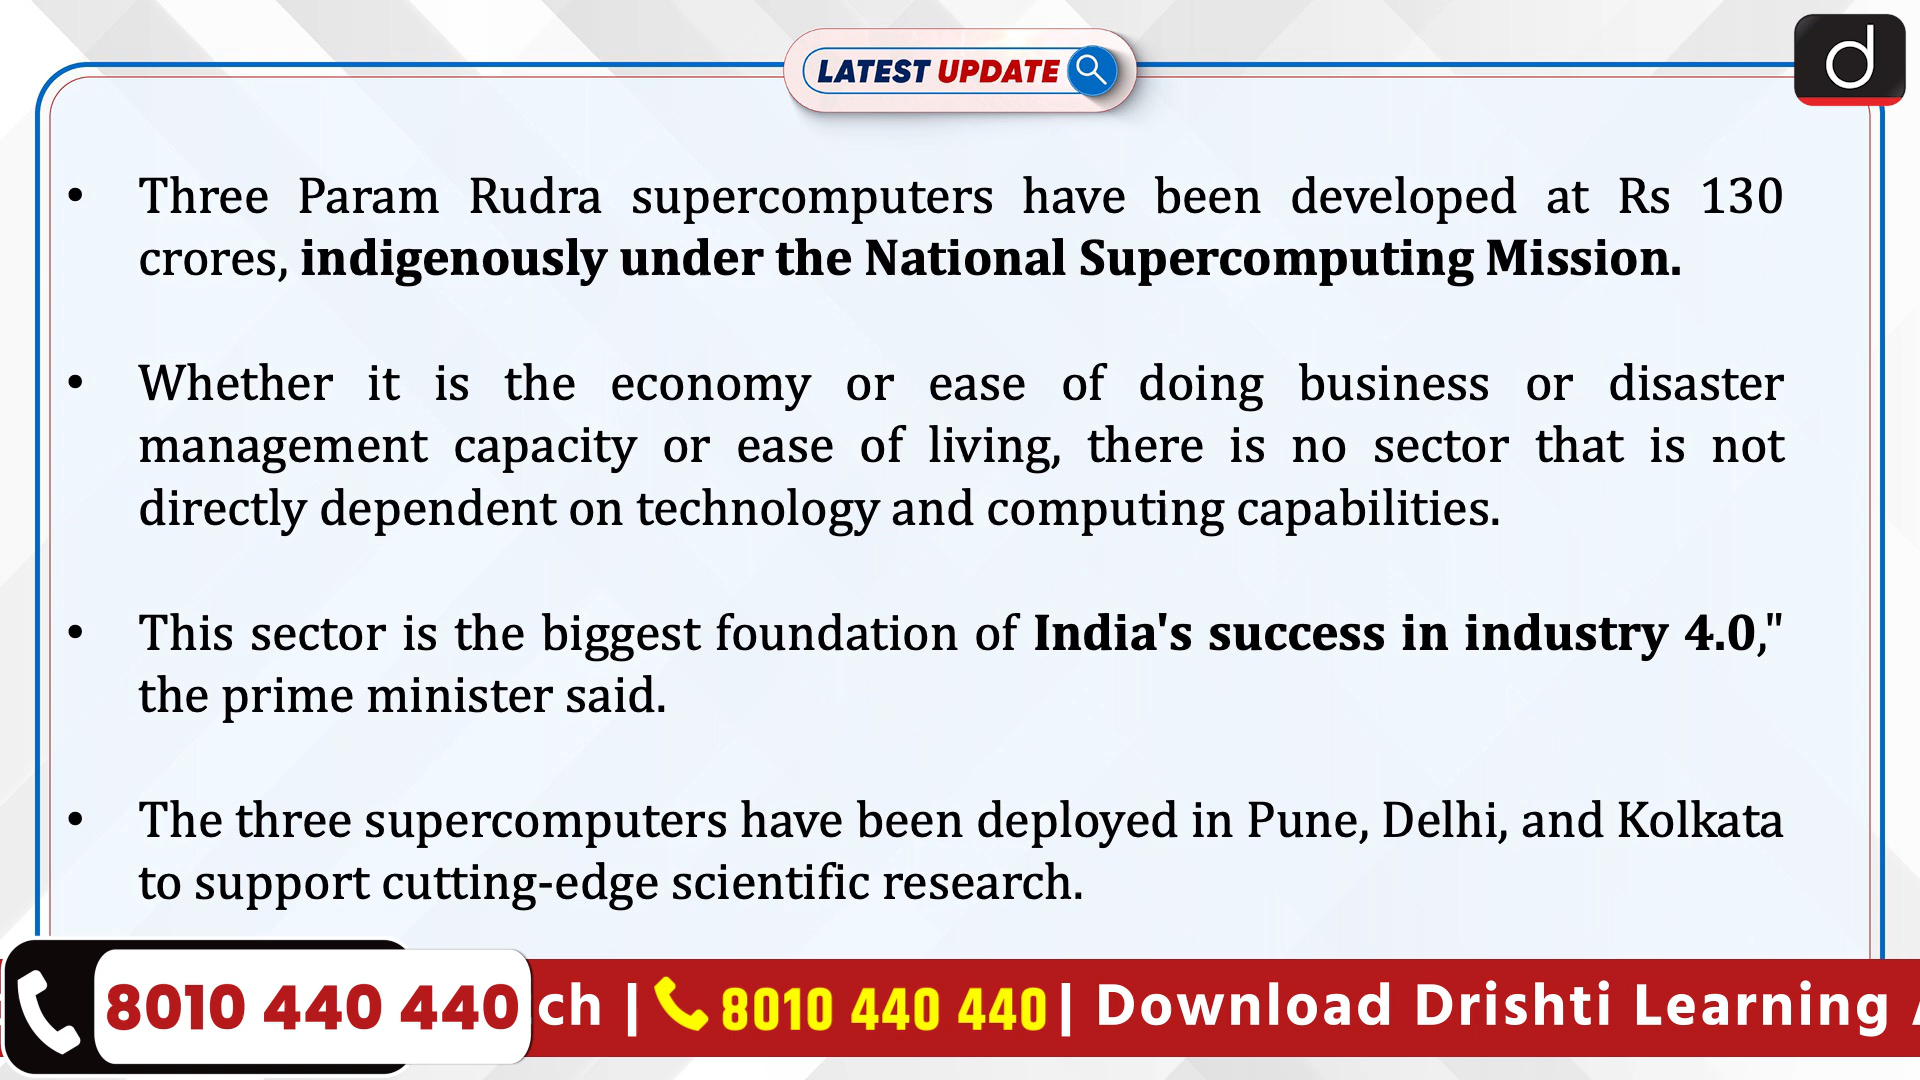 LATEST UPDATE
d
• Three Param Rudra supercomputers have been developed at Rs 130
crores, indigenously under the National Supercomputing Mission.
• Whether it is the economy or ease of doing business or disaster
management capacity or ease of living, there is no sector that is not
directly dependent on technology and computing capabilities.
• This sector is the biggest foundation of India's success in industry 4.0,"
the prime minister said.
• The three supercomputers have been deployed in Pune, Delhi, and Kolkata
to support cutting-edge scientific research.
8010 440 440 ch | 8010 440 440 | Download Drishti Learning